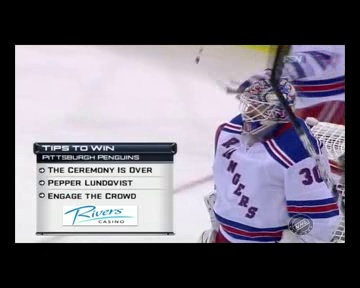 TIPS TO WIN
PITTSBURGH PENGUINS
THE CEREMONY IS OVER
PEPPER LUNDQVIST
ENGAGE THE CROWD
Rivers
CASINO
RANGERS
30